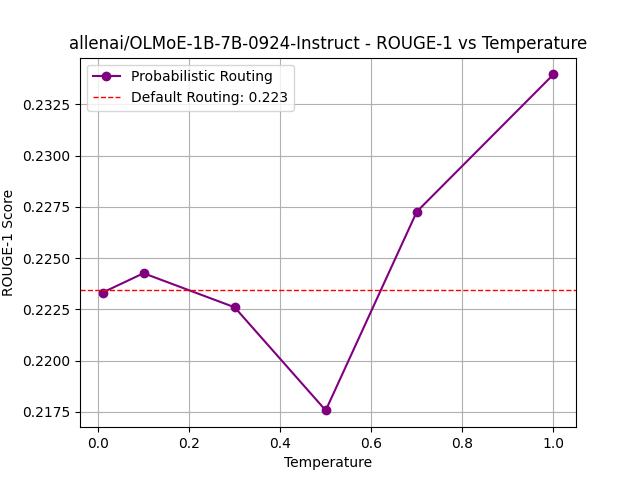 allenai/OLMoE-1B-7B-0924-Instruct - ROUGE-1 vs Temperature
Probabilistic Routing
Default Routing: 0.223
ROUGE-1 Score
0.2325
0.2300
0.2275
0.2250
0.2225
0.2200
0.2175
0.0 0.2 0.4 0.6 0.8 1.0
Temperature